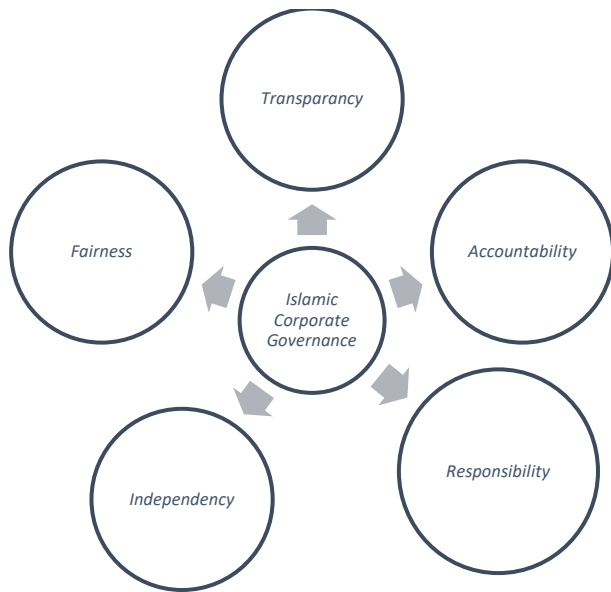 Transparancy
Fairness
Accountability
Islamic
Corporate
Governance
Independency
Responsibility